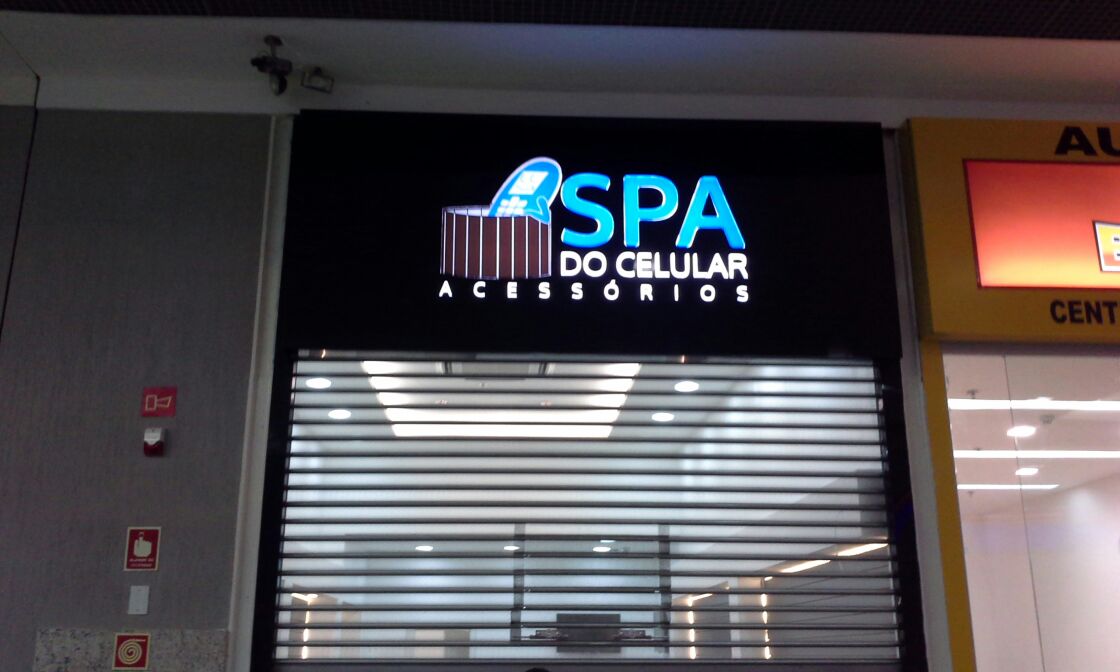 SPA
DO CELULAR
ACESSÓRIOS
AU
CENT